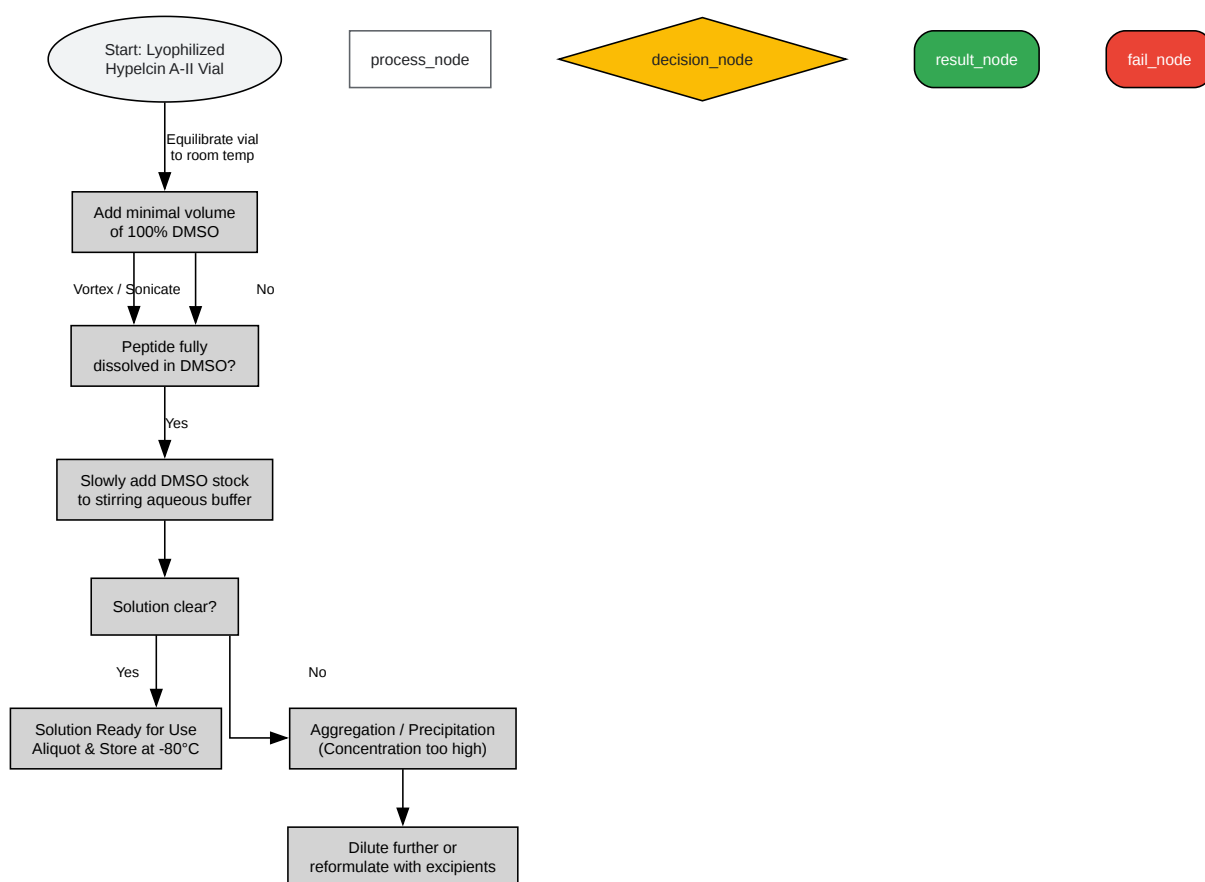 Start: Lyophilized
Hypelcin A-II Vial
process_node
decision_node
result_node
fail_node
Equilibrate vial
to room temp
Add minimal volume
of 100% DMSO
Vortex / Sonicate
No
Peptide fully
dissolved in DMSO?
Yes
Slowly add DMSO stock
to stirring aqueous buffer
Solution clear?
Yes
No
Solution Ready for Use
Aliquot & Store at -80°C
Aggregation / Precipitation
(Concentration too high)
Dilute further or
reformulate with excipients